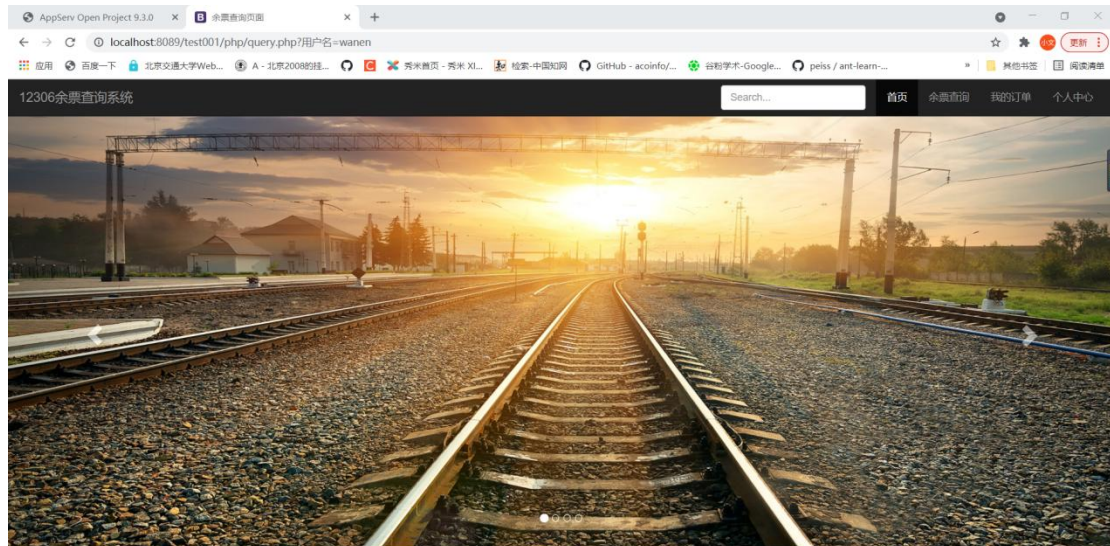 AppServ Open Project 9.3.0 余票查询页面
localhost:8089/test001/php/query.php?用户名=wanen 小文 更新
应用 百度一下 北京交通大学Web... A - 北京2008的挂... 秀米首页 - 秀米 XI... 检索-中国知网 GitHub - acoinfo/... 谷粉学术-Google... peiss / ant-learn-... » 其他书签 阅读清单
12306余票查询系统 Search... 首页 余票查询 我的订单 个人中心